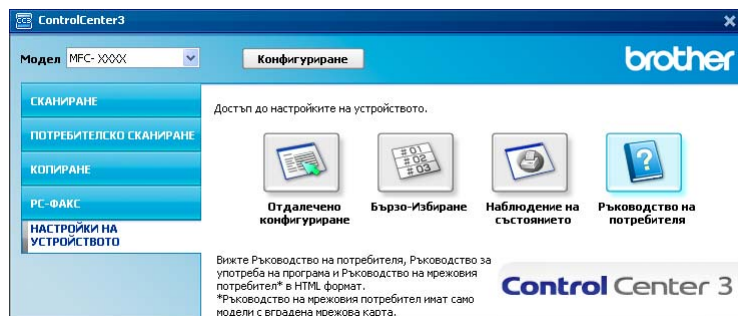 ControlCenter3
Модел MFC- XXXX
Конфигуриране
brother
СКАНИРАНЕ
ПОТРЕБИТЕЛСКО СКАНИРАНЕ
КОПИРАНЕ
PC-ФАКС
НАСТРОЙКИ НА
УСТРОЙСТВОТО
Достъп до настройките на устройството.
# 01
# 02
# 03
Отдалечено
конфигуриране
Бързо-Избиране
Наблюдение на
състоянието
Ръководство на
потребителя
Вижте Ръководство на потребителя, Ръководство за
употреба на програма и Ръководство на мрежовия
потребител* в HTML формат.
*Ръководство на мрежовия потребител имат само
модели с вградена мрежова карта.
Control Center 3